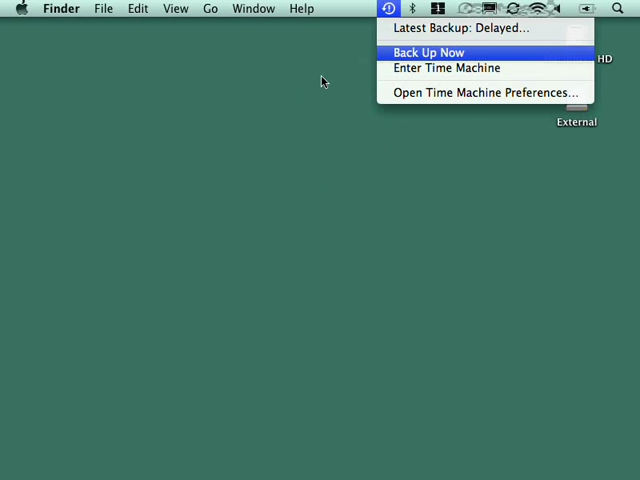 Finder File Edit View Go Window Help
Latest Backup: Delayed...
Back Up Now
Enter Time Machine
Open Time Machine Preferences...
HD
External